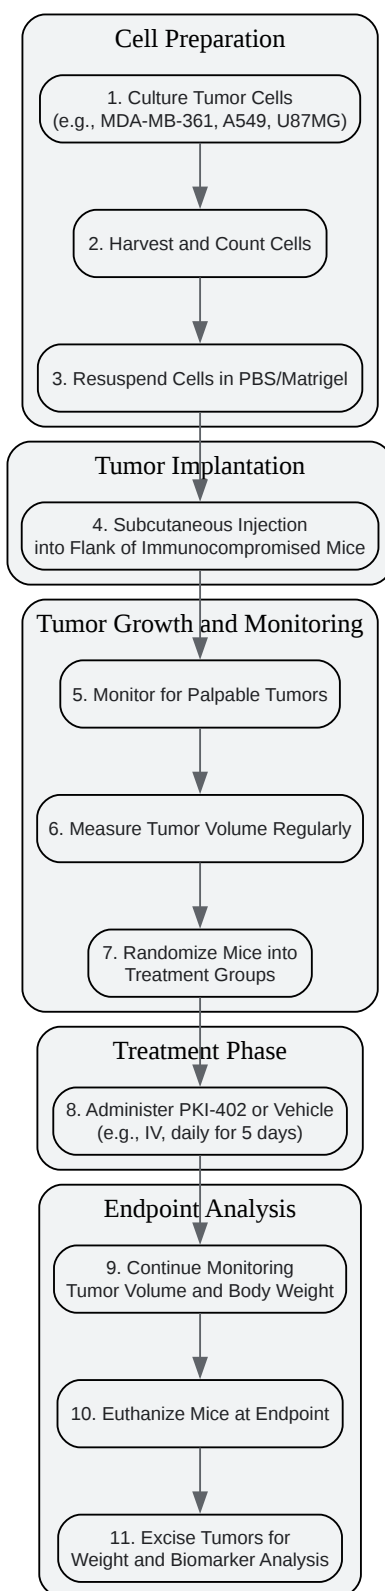 Cell Preparation
1. Culture Tumor Cells
(e.g., MDA-MB-361, A549, U87MG)
2. Harvest and Count Cells
3. Resuspend Cells in PBS/Matrigel
Tumor Implantation
4. Subcutaneous Injection
into Flank of Immunocompromised Mice
Tumor Growth and Monitoring
5. Monitor for Palpable Tumors
6. Measure Tumor Volume Regularly
7. Randomize Mice into
Treatment Groups
Treatment Phase
8. Administer PKI-402 or Vehicle
(e.g., IV, daily for 5 days)
Endpoint Analysis
9. Continue Monitoring
Tumor Volume and Body Weight
10. Euthanize Mice at Endpoint
11. Excise Tumors for
Weight and Biomarker Analysis